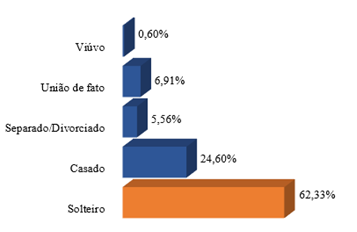 Viúvo 0,60%
União de fato 6,91%
Separado/Divorciado 5,56%
Casado 24,60%
Solteiro 62,33%